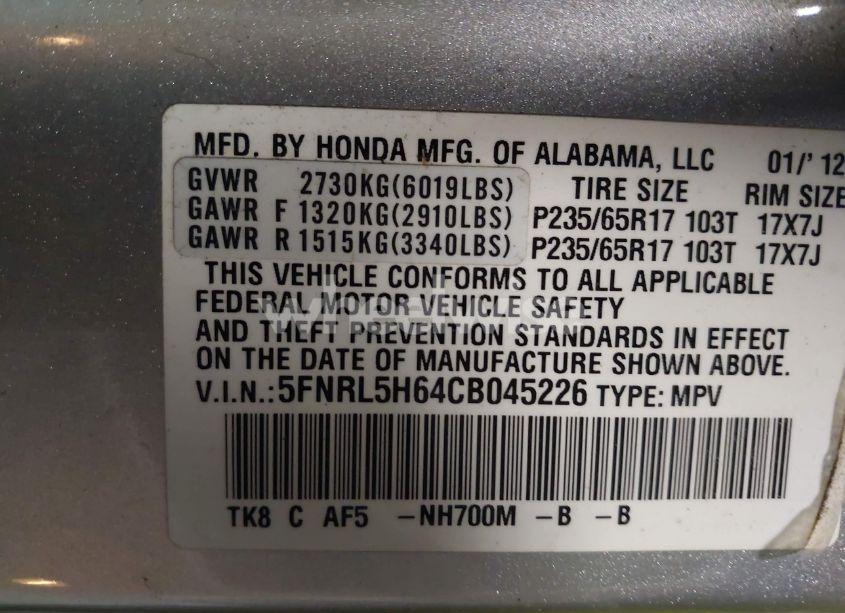 MFD. BY HONDA MFG. OF ALABAMA, LLC 01/'12
GVWR 2730KG(6019LBS) TIRE SIZE RIM SIZE
GAWR F 1320KG(2910LBS) P235/65R17 103T 17X7J
GAWR R 1515KG(3340LBS) P235/65R17 103T 17X7J
THIS VEHICLE CONFORMS TO ALL APPLICABLE
FEDERAL MOTOR VEHICLE SAFETY
AND THEFT PREVENTION STANDARDS IN EFFECT
ON THE DATE OF MANUFACTURE SHOWN ABOVE.
V.I.N.: 5FNRL5H64CB045226 TYPE: MPV
TK8 C AF5 -NH700M -B -B